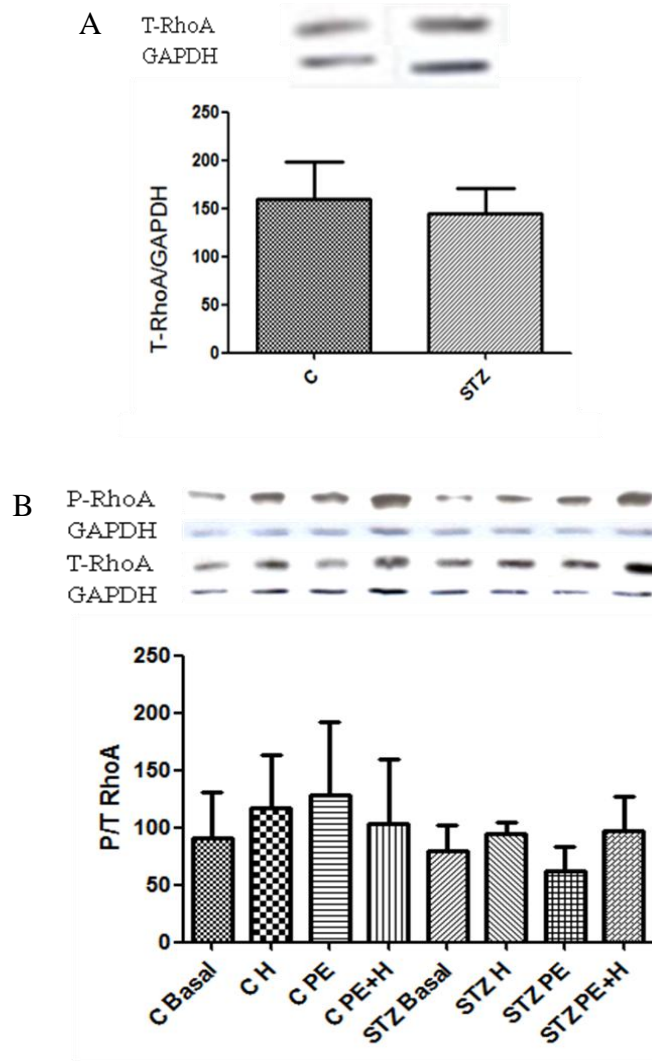 A
T-RhoA
GAPDH
250
200
150
100
50
0
T-RhoA/GAPDH
C
STZ
B
P-RhoA
GAPDH
T-RhoA
GAPDH
250
200
150
100
50
0
P/T RhoA
C Basal
C H
C PE
C PE+H
STZ Basal
STZ H
STZ PE
STZ PE+H